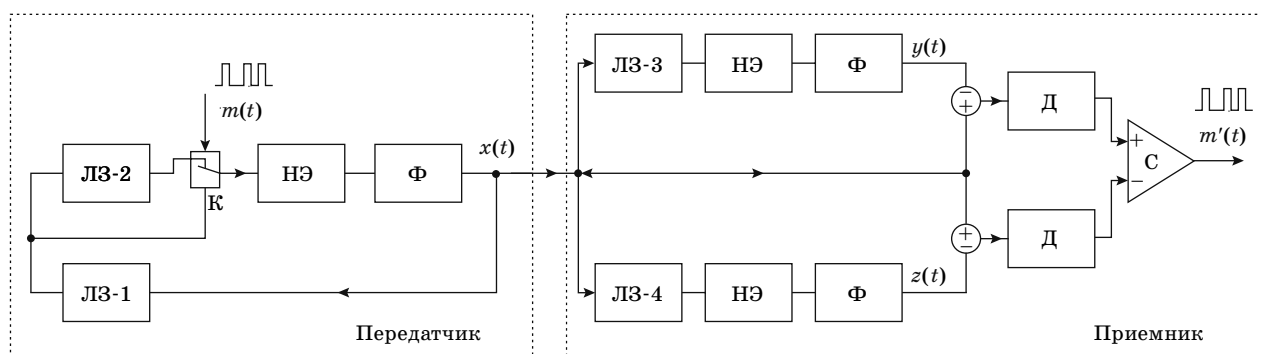 m(t)
ЛЗ-2
К
НЭ
Ф
x(t)
ЛЗ-1
Передатчик
ЛЗ-3
НЭ
Ф
y(t)
−
+
Д
+
С
−
m′(t)
+
−
Д
ЛЗ-4
НЭ
Ф
z(t)
Приемник